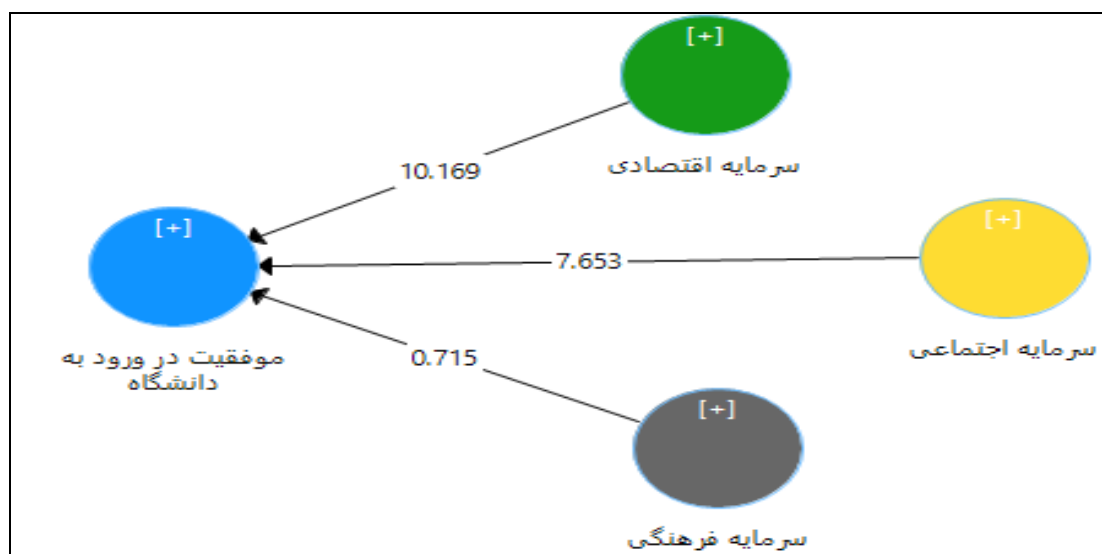 [+]
سرمایه اقتصادی
10.169
[+]
[+]
7.653
سرمایه اجتماعی
موفقیت در ورود به
دانشگاه
0.715
[+]
سرمایه فرهنگی